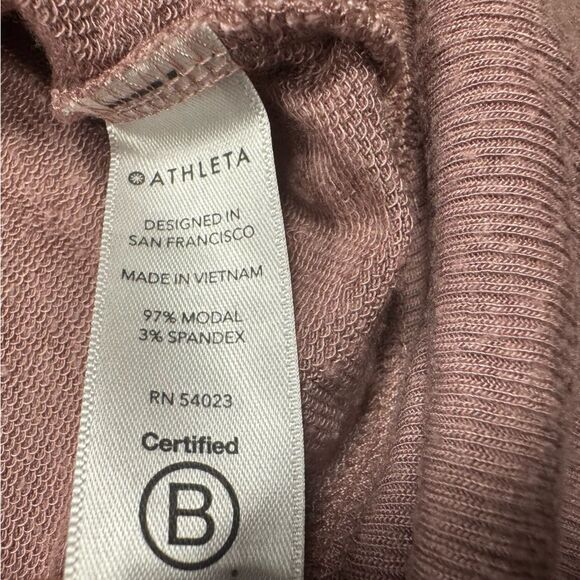 ATHLETA
DESIGNED IN
SAN FRANCISCO
MADE IN VIETNAM
97% MODAL
3% SPANDEX
RN 54023
Certified
B